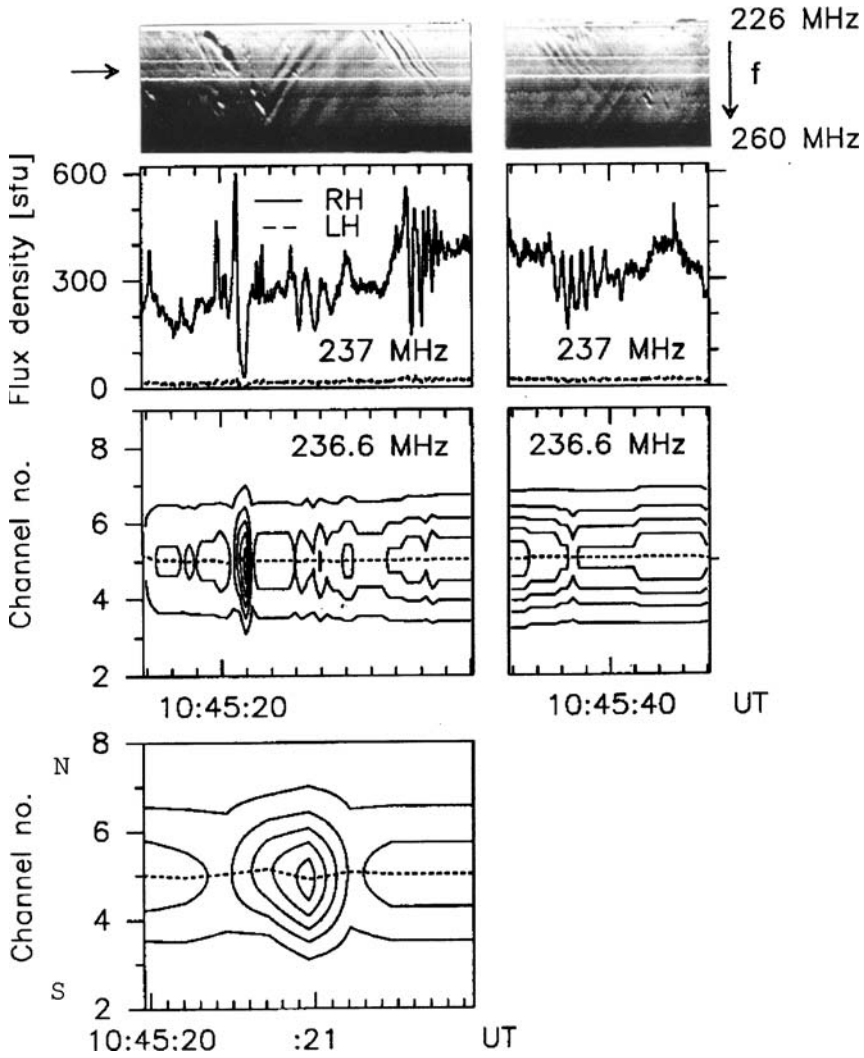 226 MHz
f
260 MHz
Flux density [sfu]
600
300
0
RH
LH
237 MHz
237 MHz
Channel no.
8
6
4
2
236.6 MHz
236.6 MHz
10:45:20
10:45:40
UT
Channel no.
N
S
8
6
4
2
10:45:20
:21
UT